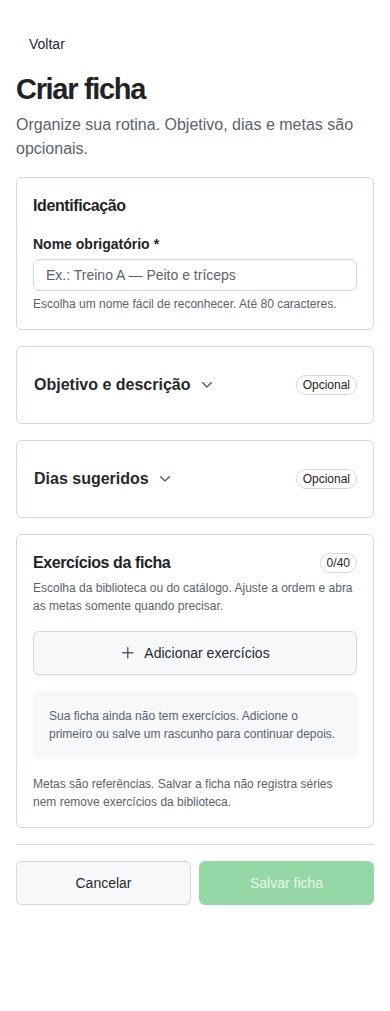 Voltar
Criar ficha
Organize sua rotina. Objetivo, dias e metas são
opcionais.
Identificação
Nome obrigatório *
Ex.: Treino A — Peito e tríceps
Escolha um nome fácil de reconhecer. Até 80 caracteres.
Objetivo e descrição
Opcional
Dias sugeridos
Opcional
Exercícios da ficha
0/40
Escolha da biblioteca ou do catálogo. Ajuste a ordem e abra
as metas somente quando precisar.
Adicionar exercícios
Sua ficha ainda não tem exercícios. Adicione o
primeiro ou salve um rascunho para continuar depois.
Metas são referências. Salvar a ficha não registra séries
nem remove exercícios da biblioteca.
Cancelar
Salvar ficha